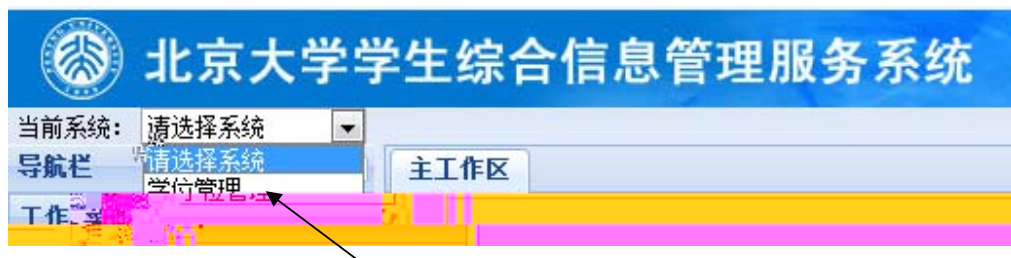 北京大学学生综合信息管理服务系统
当前系统: 请选择系统
导航栏 请选择系统 主工作区
学位管理
工作